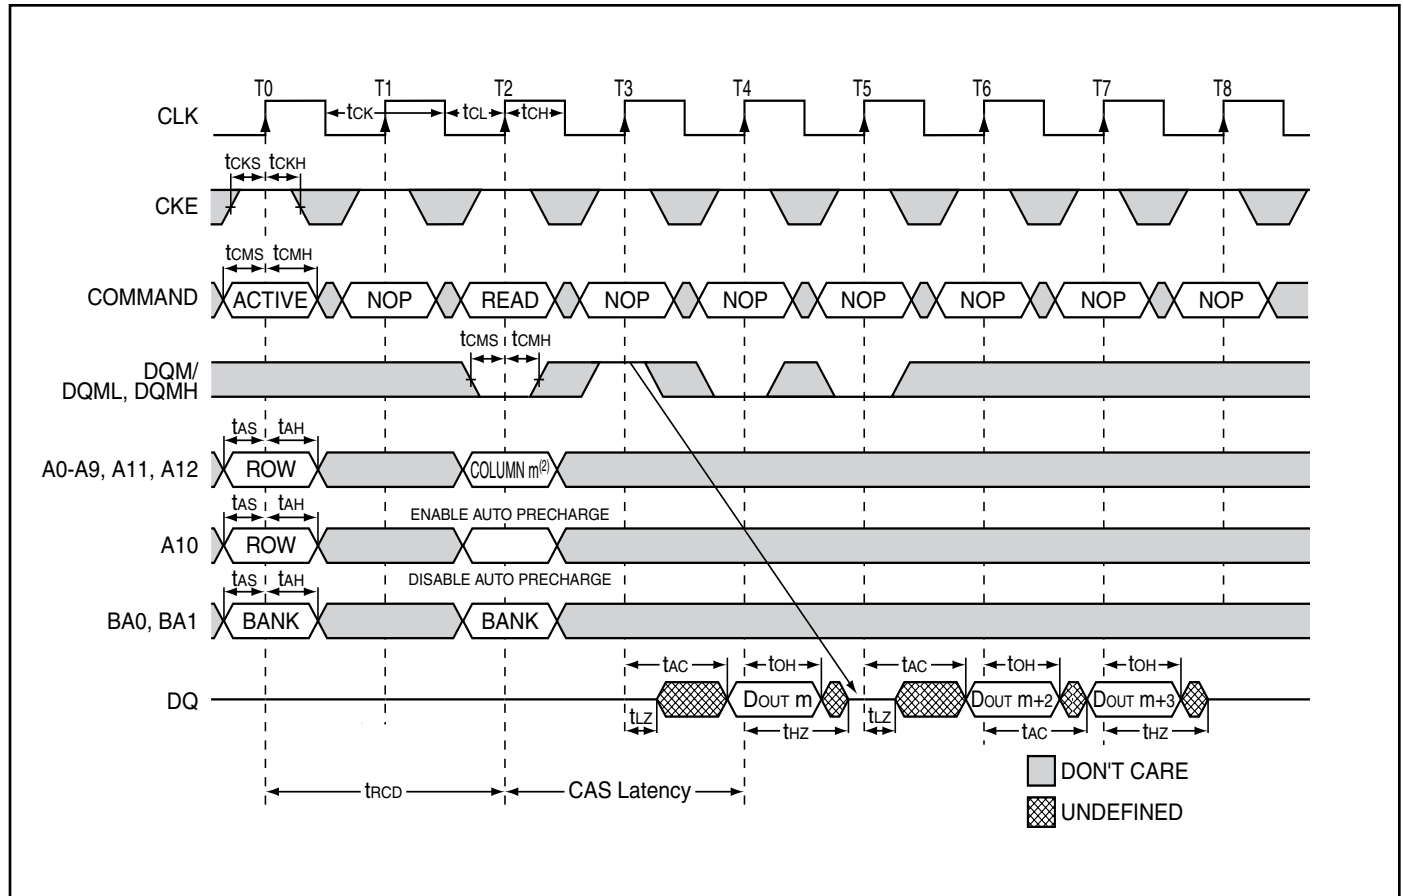 T0 T1 T2 T3 T4 T5 T6 T7 T8
CLK tCK tCL tCH
tCKS tCKH
CKE
tCMS tCMH
COMMAND ACTIVE NOP READ NOP NOP NOP NOP NOP NOP
tCMS tCMH
DQM/
DQML, DQMH
tAS tAH
A0-A9, A11, A12 ROW COLUMN m(2)
tAS tAH ENABLE AUTO PRECHARGE
A10 ROW
tAS tAH DISABLE AUTO PRECHARGE
BA0, BA1 BANK BANK
tAC tOH tAC tOH tOH
DQ DOUT m DOUT m+2 DOUT m+3
tLZ tHZ tLZ tAC tHZ
DON'T CARE
tRCD CAS Latency
UNDEFINED